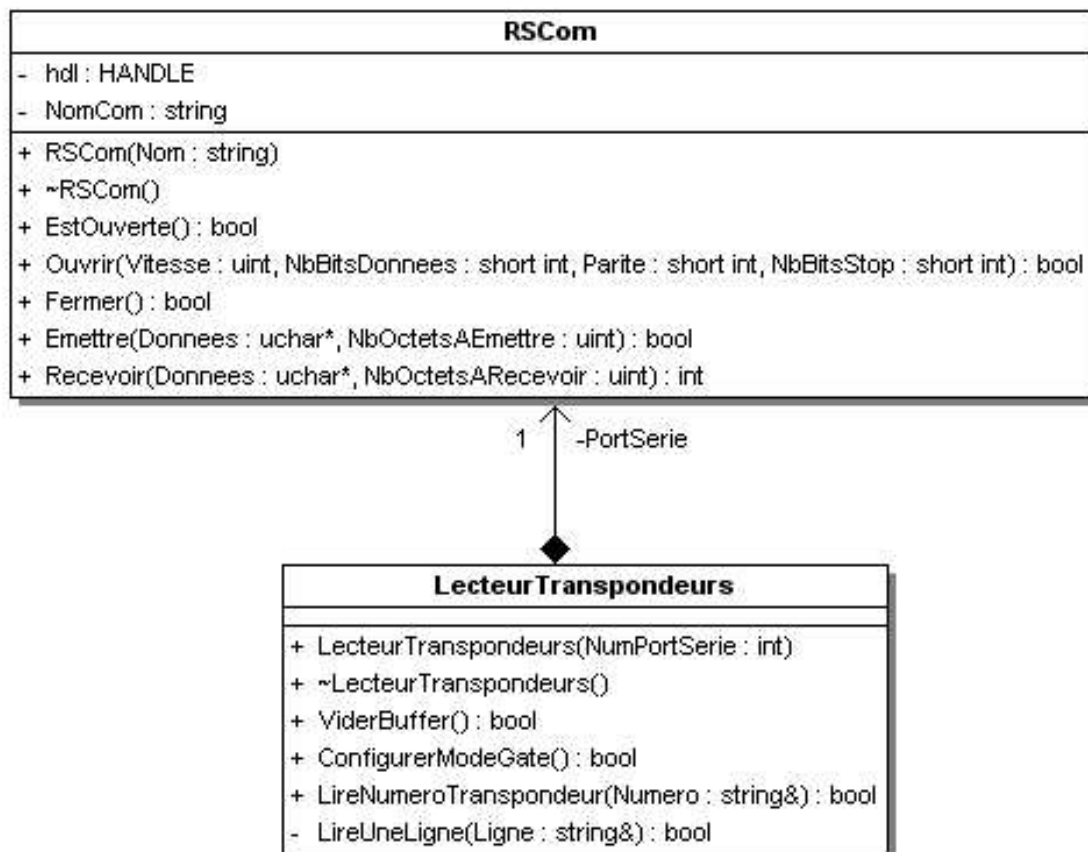 RSCom
- hdl : HANDLE
- NomCom : string
+ RSCom(Nom : string)
+ ~RSCom()
+ EstOuverte() : bool
+ Ouvrir(Vitesse : uint, NbBitsDonnees : short int, Parite : short int, NbBitsStop : short int) : bool
+ Fermer() : bool
+ Emettre(Donnees : uchar*, NbOctetsAEmettre : uint) : bool
+ Recevoir(Donnees : uchar*, NbOctetsARecevoir : uint) : int
1 -PortSerie
LecteurTranspondeurs
+ LecteurTranspondeurs(NumPortSerie : int)
+ ~LecteurTranspondeurs()
+ ViderBuffer() : bool
+ ConfigurerModeGate() : bool
+ LireNumeroTranspondeur(Numero : string&) : bool
- LireUneLigne(Ligne : string&) : bool